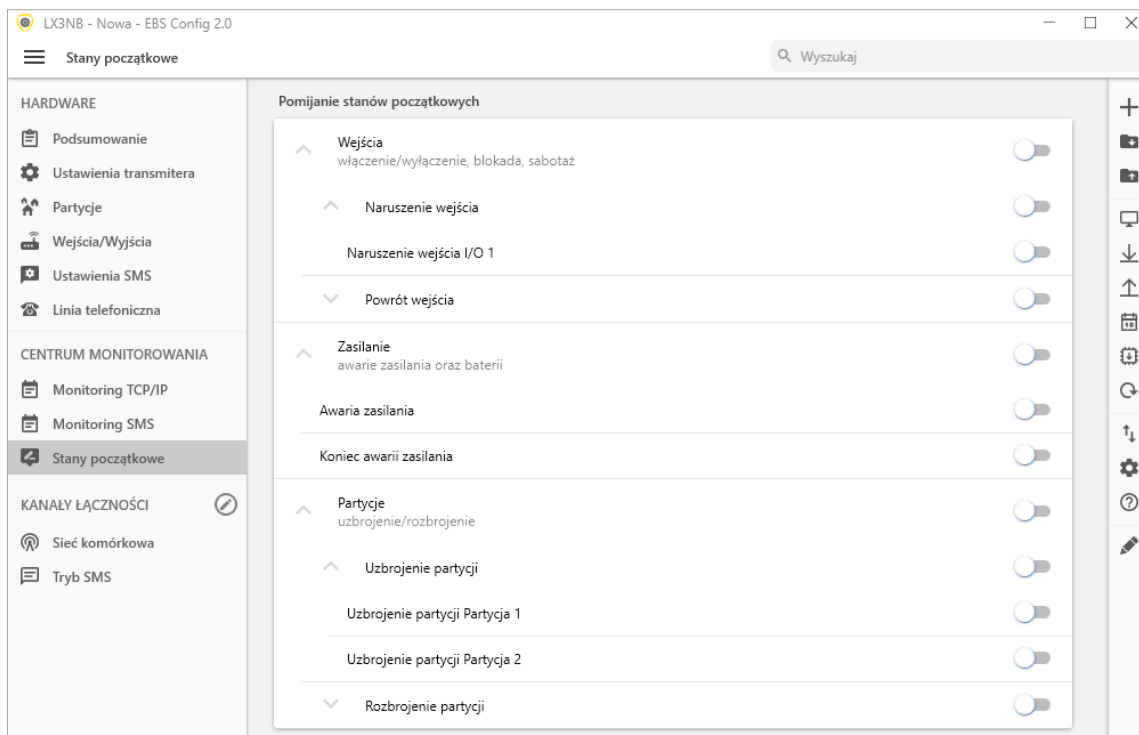 LX3NB - Nowa - EBS Config 2.0
Stany początkowe
Wyszukaj
HARDWARE
Podsumowanie
Ustawienia transmitera
Partycje
Wejścia/Wyjścia
Ustawienia SMS
Linia telefoniczna
CENTRUM MONITOROWANIA
Monitoring TCP/IP
Monitoring SMS
Stany początkowe
KANAŁY ŁĄCZNOŚCI
Sieć komórkowa
Tryb SMS
Pomijanie stanów początkowych
Wejścia
włączenie/wyłączenie, blokada, sabotaż
Naruszenie wejścia
Naruszenie wejścia I/O 1
Powrót wejścia
Zasilanie
awarie zasilania oraz baterii
Awaria zasilania
Koniec awarii zasilania
Partycje
uzbrojenie/rozbrojenie
Uzbrojenie partycji
Uzbrojenie partycji Partycja 1
Uzbrojenie partycji Partycja 2
Rozbrojenie partycji